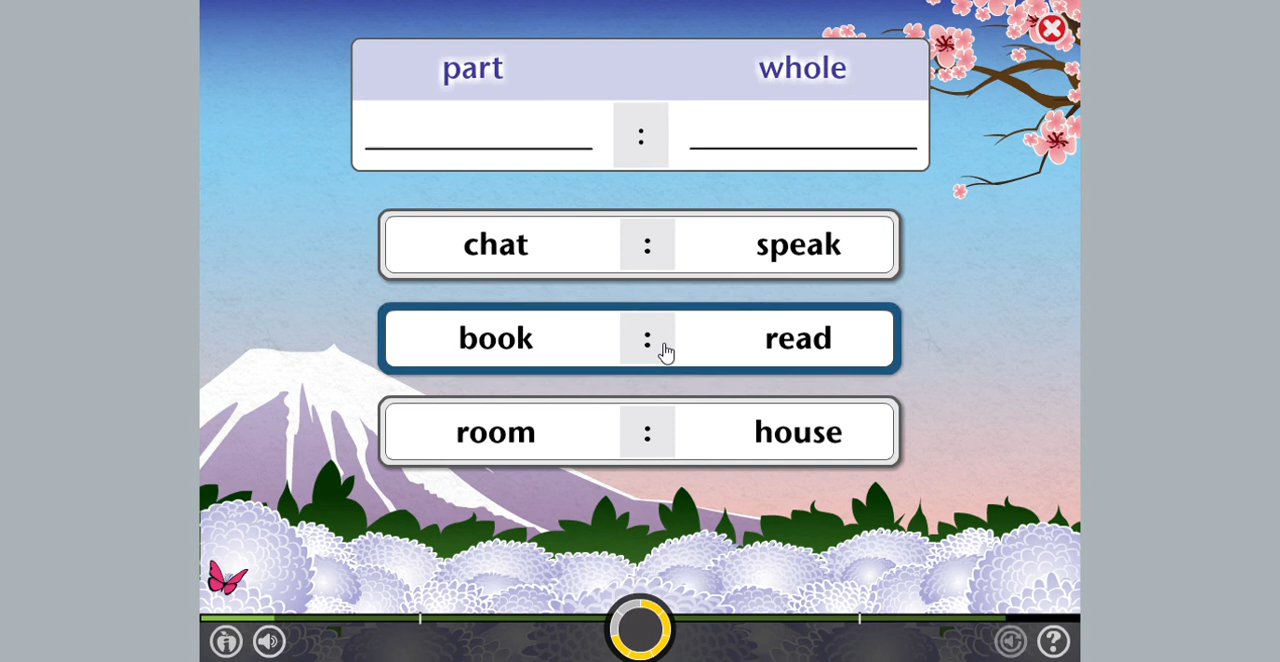 part whole
:
chat : speak
book : read
room : house
?